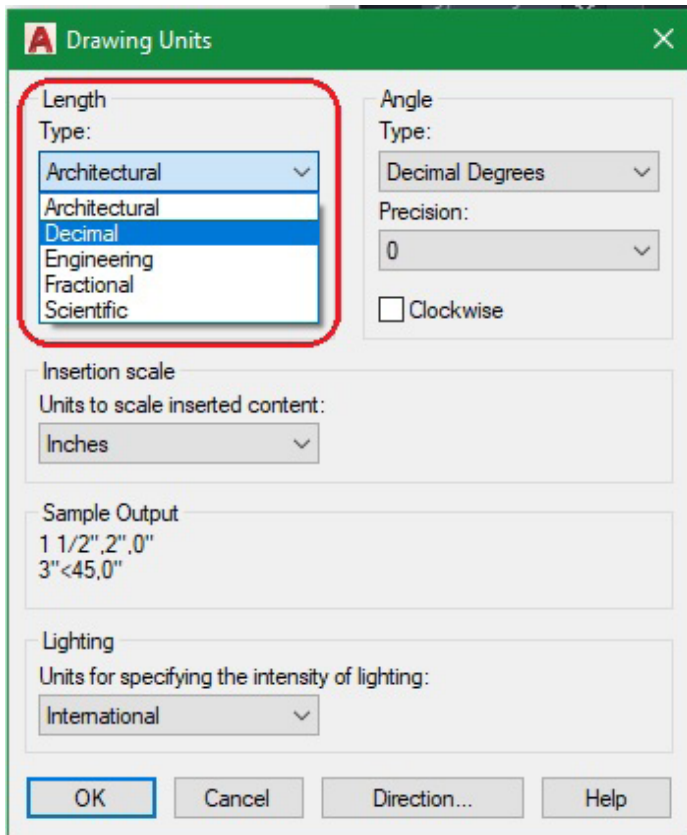 Drawing Units
Length
Type:
Architectural
Architectural
Decimal
Engineering
Fractional
Scientific
Angle
Type:
Decimal Degrees
Precision:
0
Clockwise
Insertion scale
Units to scale inserted content:
Inches
Sample Output
1 1/2",2",0"
3"<45,0"
Lighting
Units for specifying the intensity of lighting:
International
OK
Cancel
Direction...
Help